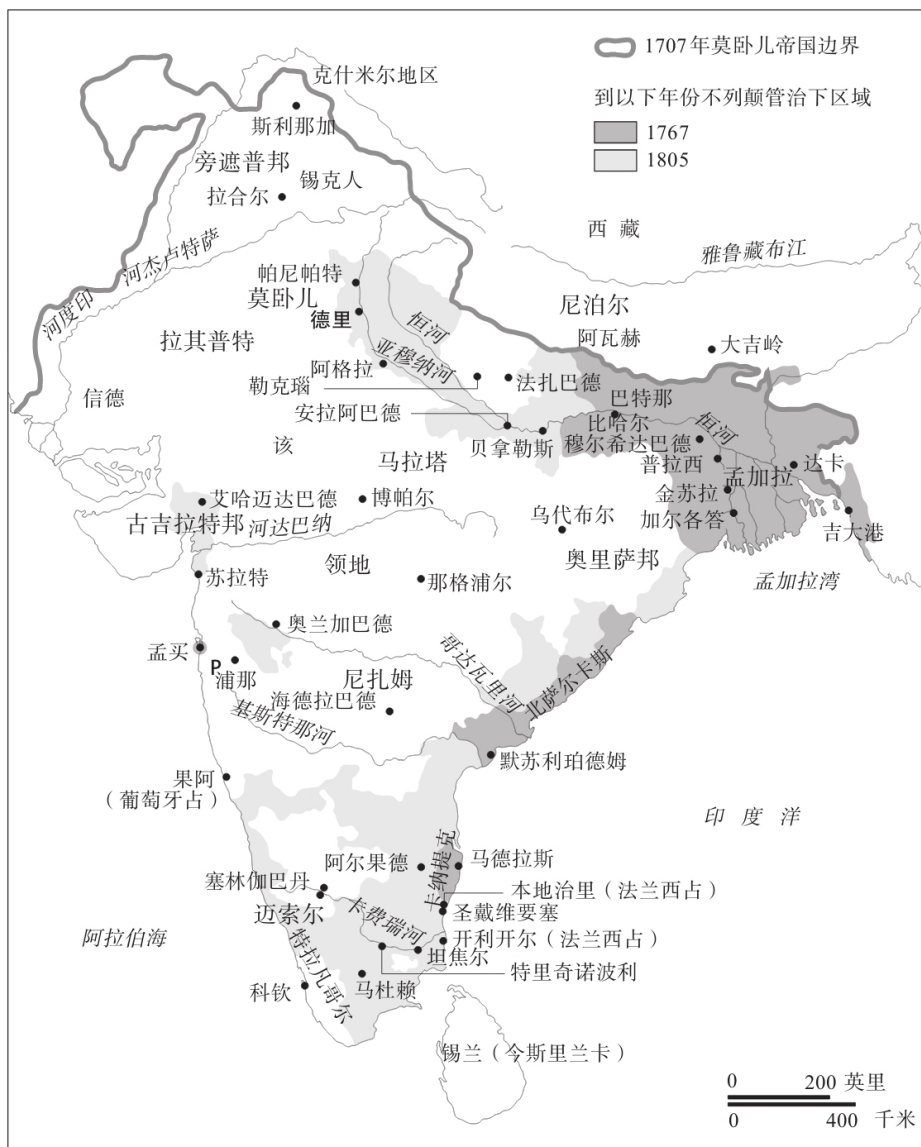 1707年莫卧儿帝国边界
到以下年份不列颠管治下区域
1767
1805
克什米尔地区
斯利那加
旁遮普邦
锡克人
拉合尔
西 藏
雅鲁藏布江
河杰卢特萨
河度印
帕尼帕特
莫卧儿
德里
恒河
尼泊尔
阿瓦赫
大吉岭
拉其普特
亚穆纳河
阿格拉
勒克瑙
法扎巴德
信德
安拉阿巴德
巴特那
比哈尔
恒河
贝拿勒斯
穆尔希达巴德
该
马拉塔
普拉西
孟加拉
达卡
艾哈迈达巴德
博帕尔
金苏拉
古吉拉特邦
河达巴纳
乌代布尔
加尔各答
吉大港
奥里萨邦
苏拉特
领地
那格浦尔
孟加拉湾
奥兰加巴德
孟买
P
浦那
尼扎姆
哥达瓦里河
北萨尔卡斯
海德拉巴德
基斯特那河
默苏利珀德姆
果阿
（葡萄牙占）
印 度 洋
阿尔果德
卡纳提克
马德拉斯
塞林伽巴丹
本地治里（法兰西占）
迈索尔
卡费瑞河
圣戴维要塞
阿拉伯海
开利开尔（法兰西占）
特拉凡哥尔
坦焦尔
特里奇诺波利
科钦
马杜赖
锡兰（今斯里兰卡）
0 200 英里
0 400 千米